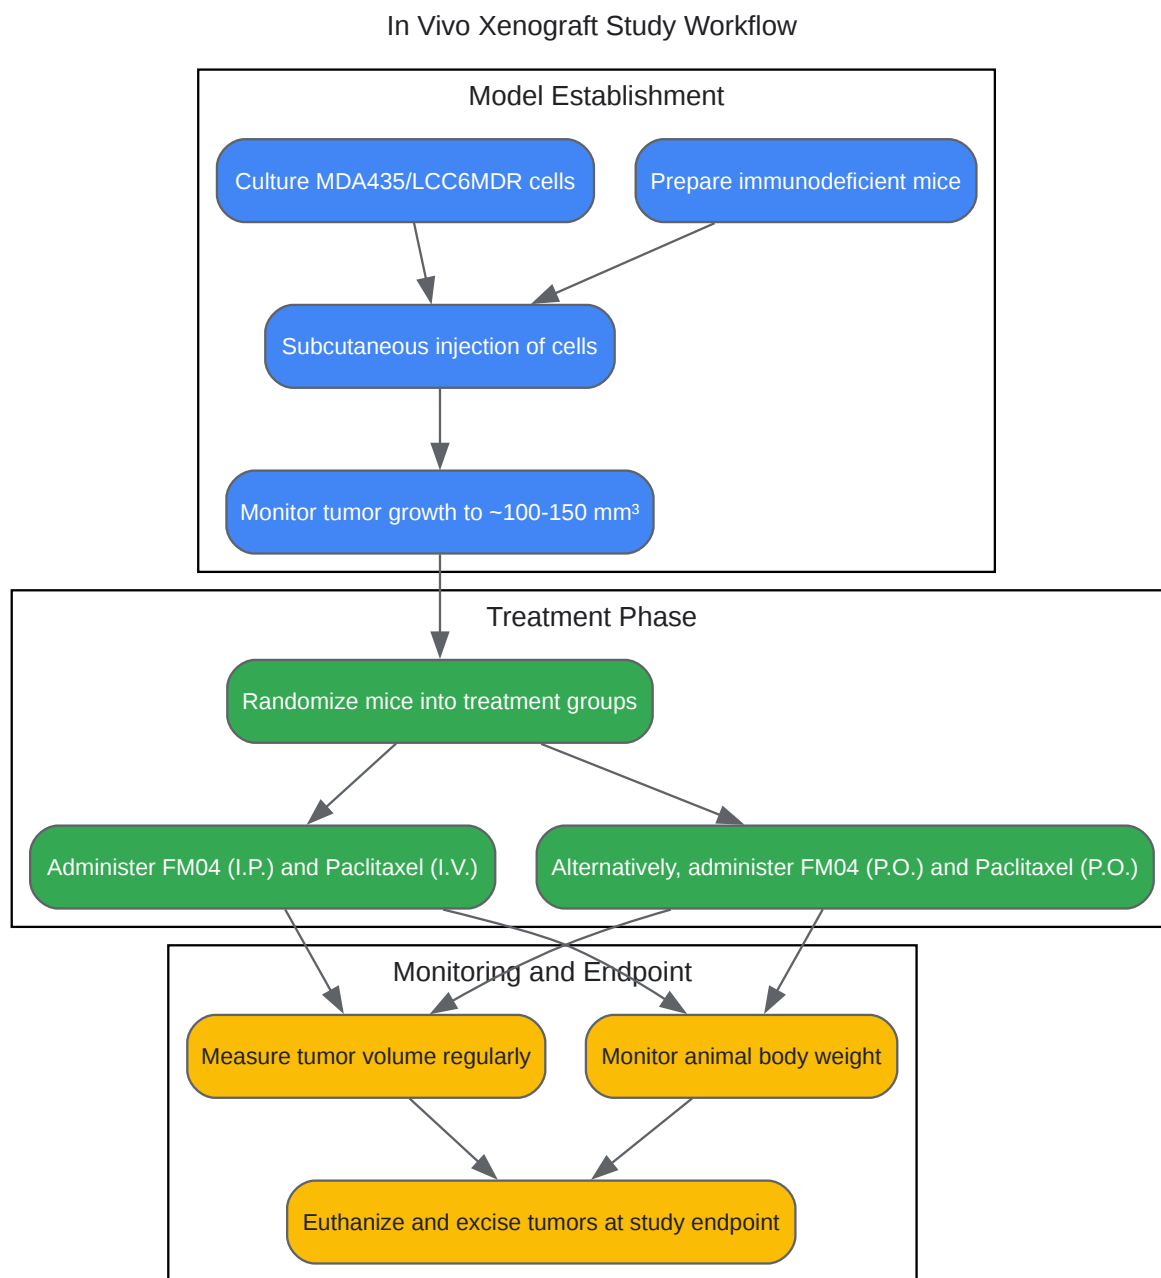 In Vivo Xenograft Study Workflow
Model Establishment
Culture MDA435/LCC6MDR cells
Prepare immunodeficient mice
Subcutaneous injection of cells
Monitor tumor growth to ~100-150 mm³
Treatment Phase
Randomize mice into treatment groups
Administer FM04 (I.P.) and Paclitaxel (I.V.)
Alternatively, administer FM04 (P.O.) and Paclitaxel (P.O.)
Monitoring and Endpoint
Measure tumor volume regularly
Monitor animal body weight
Euthanize and excise tumors at study endpoint